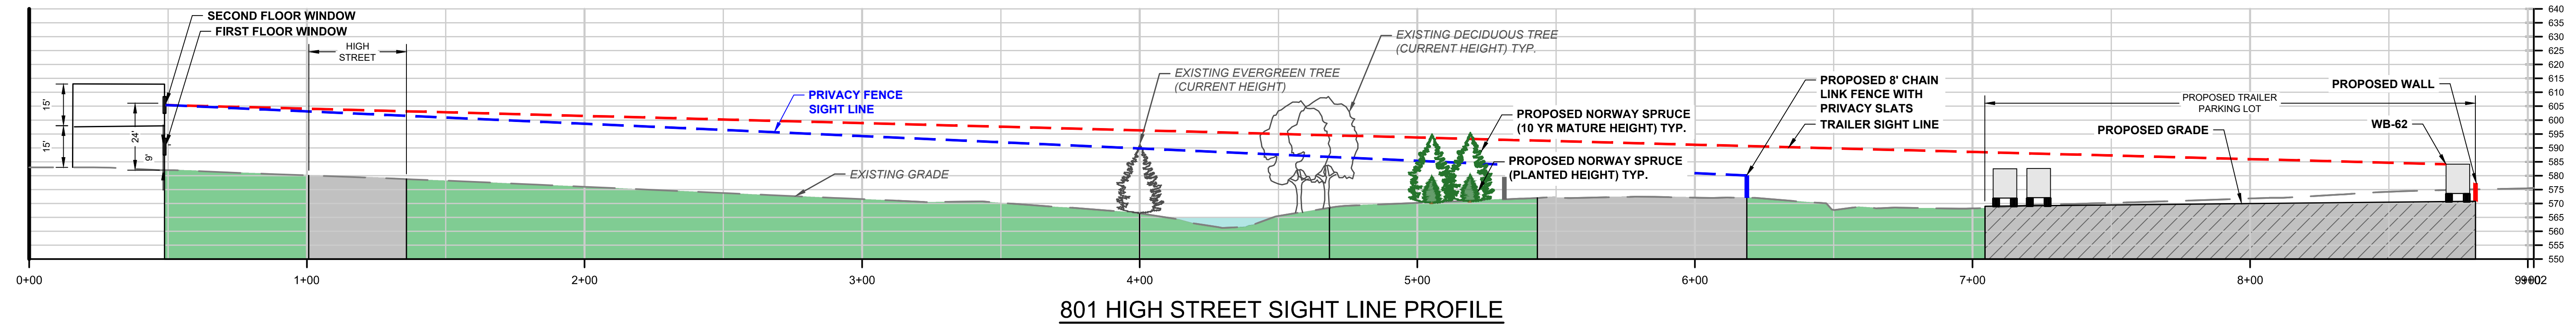 SECOND FLOOR WINDOW
FIRST FLOOR WINDOW
HIGH
STREET
15'
15'
24'
9'
PRIVACY FENCE
SIGHT LINE
EXISTING GRADE
EXISTING EVERGREEN TREE
(CURRENT HEIGHT)
EXISTING DECIDUOUS TREE
(CURRENT HEIGHT) TYP.
PROPOSED NORWAY SPRUCE
(10 YR MATURE HEIGHT) TYP.
PROPOSED NORWAY SPRUCE
(PLANTED HEIGHT) TYP.
PROPOSED 8' CHAIN
LINK FENCE WITH
PRIVACY SLATS
TRAILER SIGHT LINE
PROPOSED TRAILER
PARKING LOT
PROPOSED GRADE
PROPOSED WALL
WB-62
640
635
630
625
620
615
610
605
600
595
590
585
580
575
570
565
560
555
550
0+00
1+00
2+00
3+00
4+00
5+00
6+00
7+00
8+00
801 HIGH STREET SIGHT LINE PROFILE